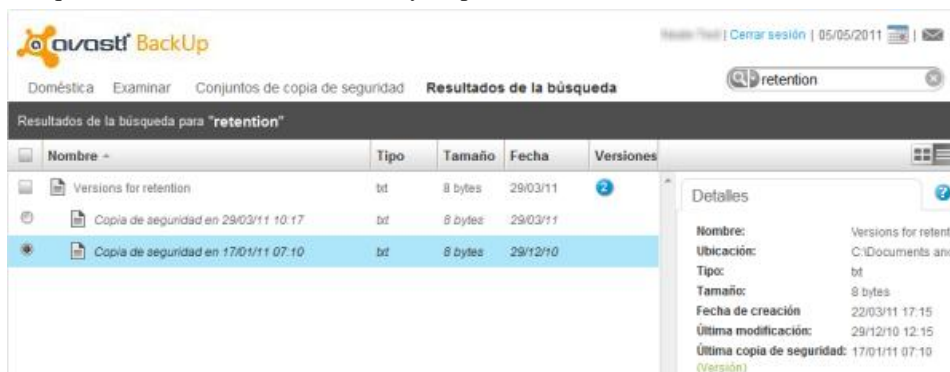 avast! BackUp
| Cerrar sesión | 05/05/2011 |
retention
Doméstica Examinar Conjuntos de copia de seguridad Resultados de la búsqueda
Resultados de la búsqueda para "retention"
Nombre Tipo Tamaño Fecha Versiones
Versions for retention txt 8 bytes 29/03/11 2
Copia de seguridad en 29/03/11 10:17 txt 8 bytes 29/03/11
Copia de seguridad en 17/01/11 07:10 txt 8 bytes 29/12/10
Detalles ?
Nombre: Versions for retent
Ubicación: C:\Documents and
Tipo: txt
Tamaño: 8 bytes
Fecha de creación 22/03/11 17:15
Última modificación: 29/12/10 12:15
Última copia de seguridad: 17/01/11 07:10
(Versión)